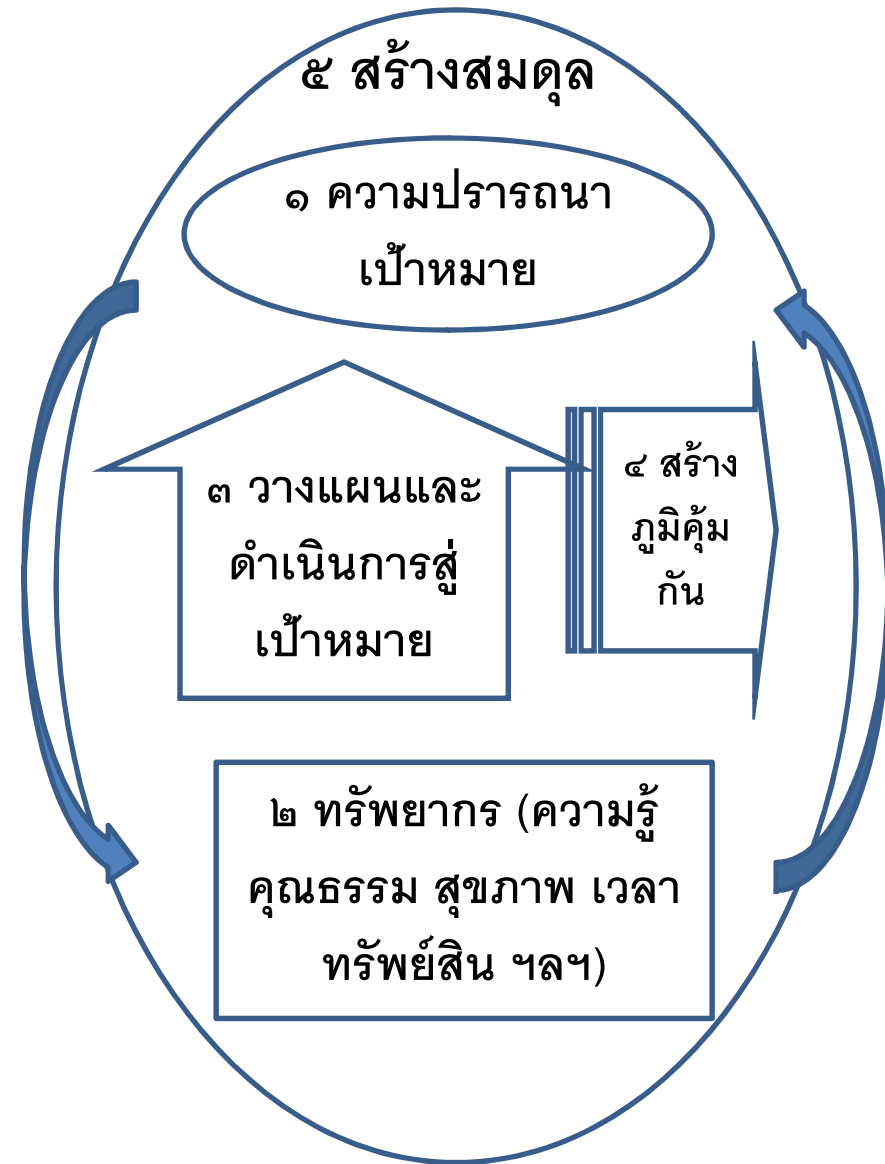 ๕ สร้างสมดุล
๑ ความปรารถนา
เป้าหมาย
๓ วางแผนและ
ดำเนินการสู่
เป้าหมาย
๔ สร้าง
ภูมิคุ้ม
กัน
๒ ทรัพยากร (ความรู้
คุณธรรม สุขภาพ เวลา
ทรัพย์สิน ฯลฯ)